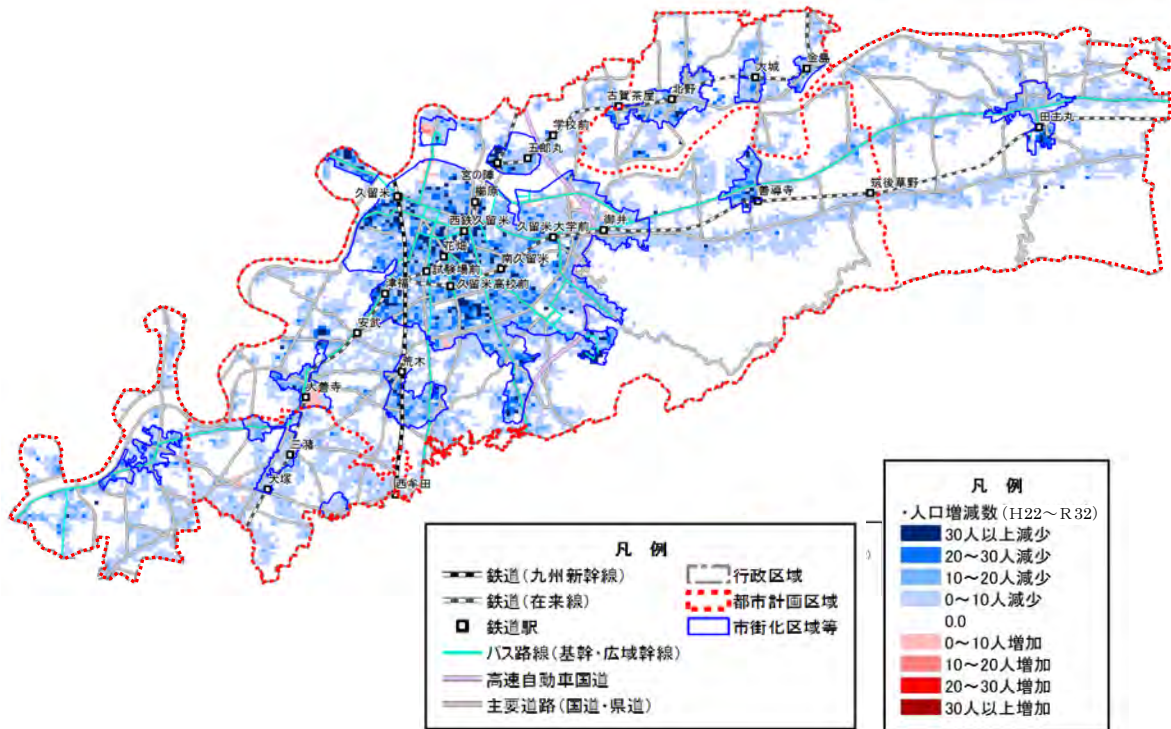 金島
大城
北野
古賀茶屋
学校前
五郎丸
田主丸
宮の陣
久留米
櫛原
善導寺
筑後草野
西鉄久留米
久留米大学前
御井
花畑
南久留米
試験場前
津福
久留米高校前
安武
荒木
大善寺
三潴
犬塚
西牟田
凡 例
鉄道(九州新幹線)
鉄道(在来線)
鉄道駅
バス路線(基幹・広域幹線)
高速自動車国道
主要道路(国道・県道)
行政区域
都市計画区域
市街化区域等
凡 例
・人口増減数(H22～R32)
30人以上減少
20～30人減少
10～20人減少
0～10人減少
0.0
0～10人増加
10～20人増加
20～30人増加
30人以上増加